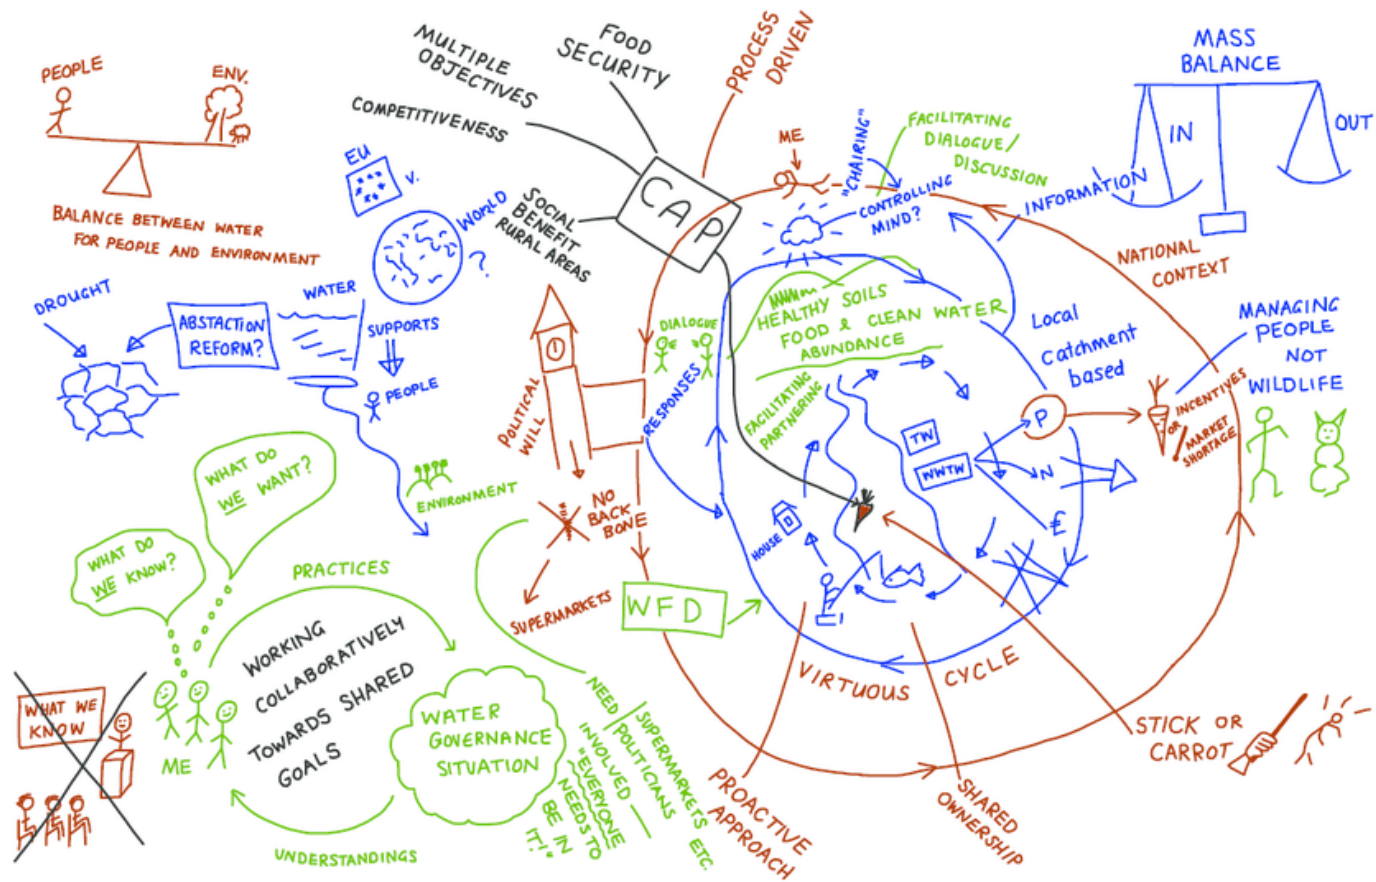 PEOPLE
ENV.
BALANCE BETWEEN WATER
FOR PEOPLE AND ENVIRONMENT
MULTIPLE
OBJECTIVES
FOOD
SECURITY
COMPETITIVENESS
SOCIAL
BENEFIT
RURAL AREAS
CAP
PROCESS
DRIVEN
EU
V.
WORLD
?
ME
"CHAIRING"
CONTROLLING
MIND?
FACILITATING
DIALOGUE/
DISCUSSION
INFORMATION
MASS
BALANCE
IN
OUT
NATIONAL
CONTEXT
DROUGHT
ABSTACTION
REFORM?
WATER
SUPPORTS
PEOPLE
ENVIRONMENT
POLITICAL
WILL
NO
BACK
BONE
SUPERMARKETS
DIALOGUE
RESPONSES
HEALTHY SOILS
FOOD & CLEAN WATER
ABUNDANCE
FACILITATING
PARTNERING
Local
Catchment
based
P
TW
WWTW
N
£
HOUSE
INCENTIVES
OR
MARKET
SHORTAGE
MANAGING
PEOPLE
NOT
WILDLIFE
WFD
VIRTUOUS CYCLE
STICK OR
CARROT
PROACTIVE
APPROACH
SHARED
OWNERSHIP
NEED
SUPERMARKETS ETC.
POLITICIANS
INVOLVED —
"EVERYONE
NEEDS TO
BE IN
IT!"
WHAT DO
WE WANT?
WHAT DO
WE KNOW?
PRACTICES
WORKING
COLLABORATIVELY
TOWARDS SHARED
GOALS
WATER
GOVERNANCE
SITUATION
UNDERSTANDINGS
ME
WHAT WE
KNOW